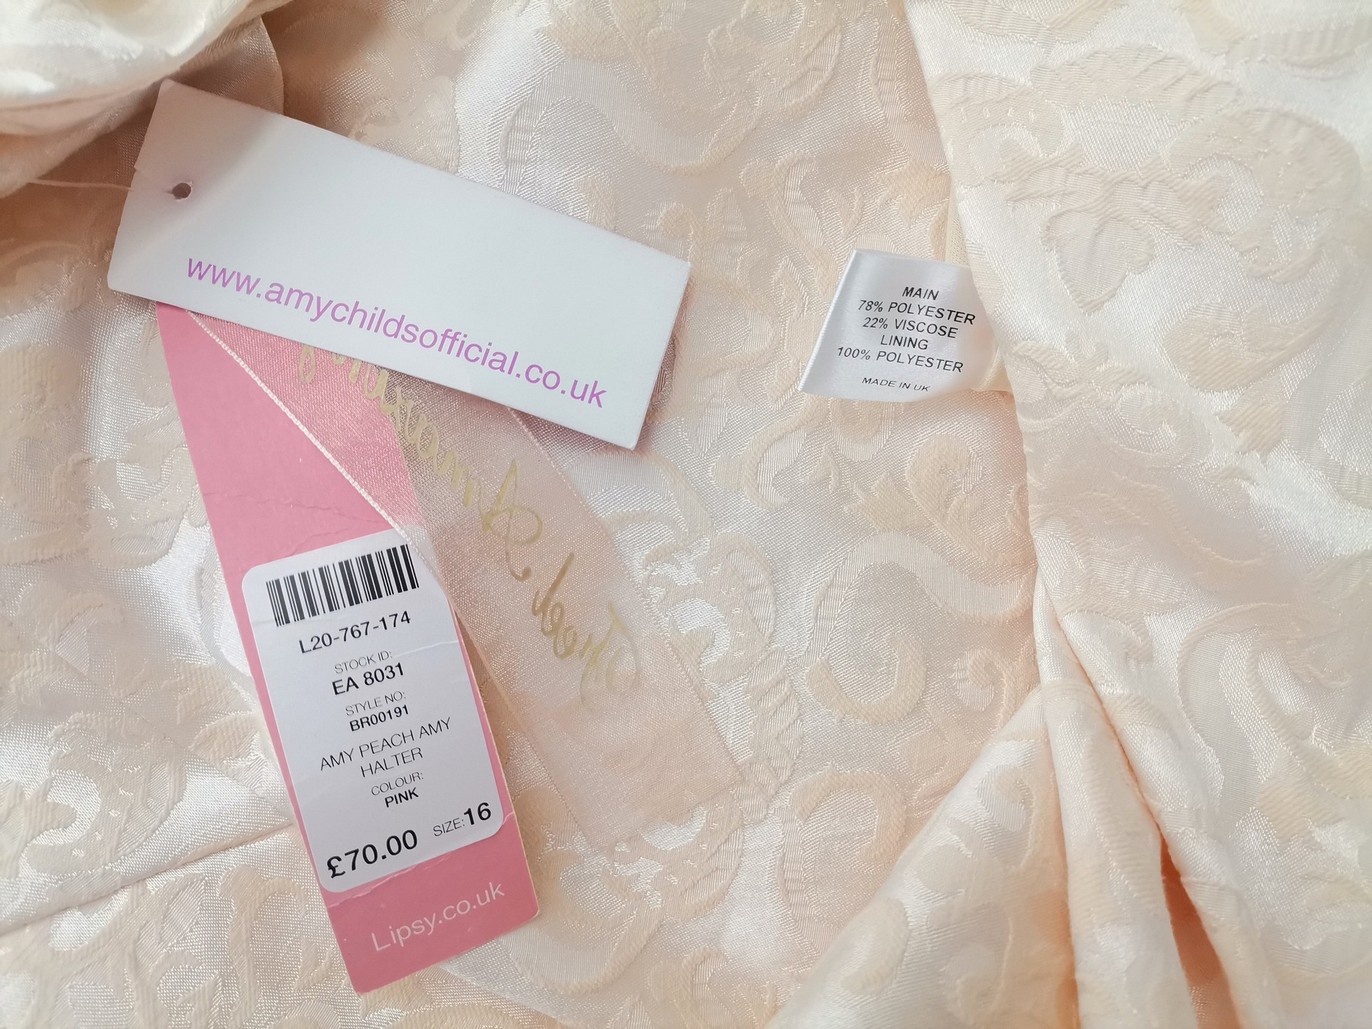 www.amychildsofficial.co.uk
MAIN
78% POLYESTER
22% VISCOSE
LINING
100% POLYESTER
MADE IN UK
L20-767-174
STOCK ID:
EA 8031
STYLE NO:
BR00191
AMY PEACH AMY
HALTER
COLOUR:
PINK
£70.00 SIZE:16
Lipsy.co.uk